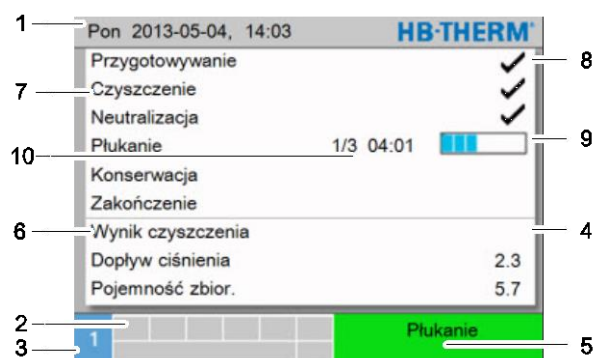 1 Pon 2013-05-04, 14:03 HB-THERM
Przygotowywanie 8
7 Czyszczenie
Neutralizacja
Płukanie 1/3 04:01 9
10
Konserwacja
Zakończenie
6 Wynik czyszczenia 4
Dopływ ciśnienia 2.3
Pojemność zbior. 5.7
2 Płukanie
1
3 5